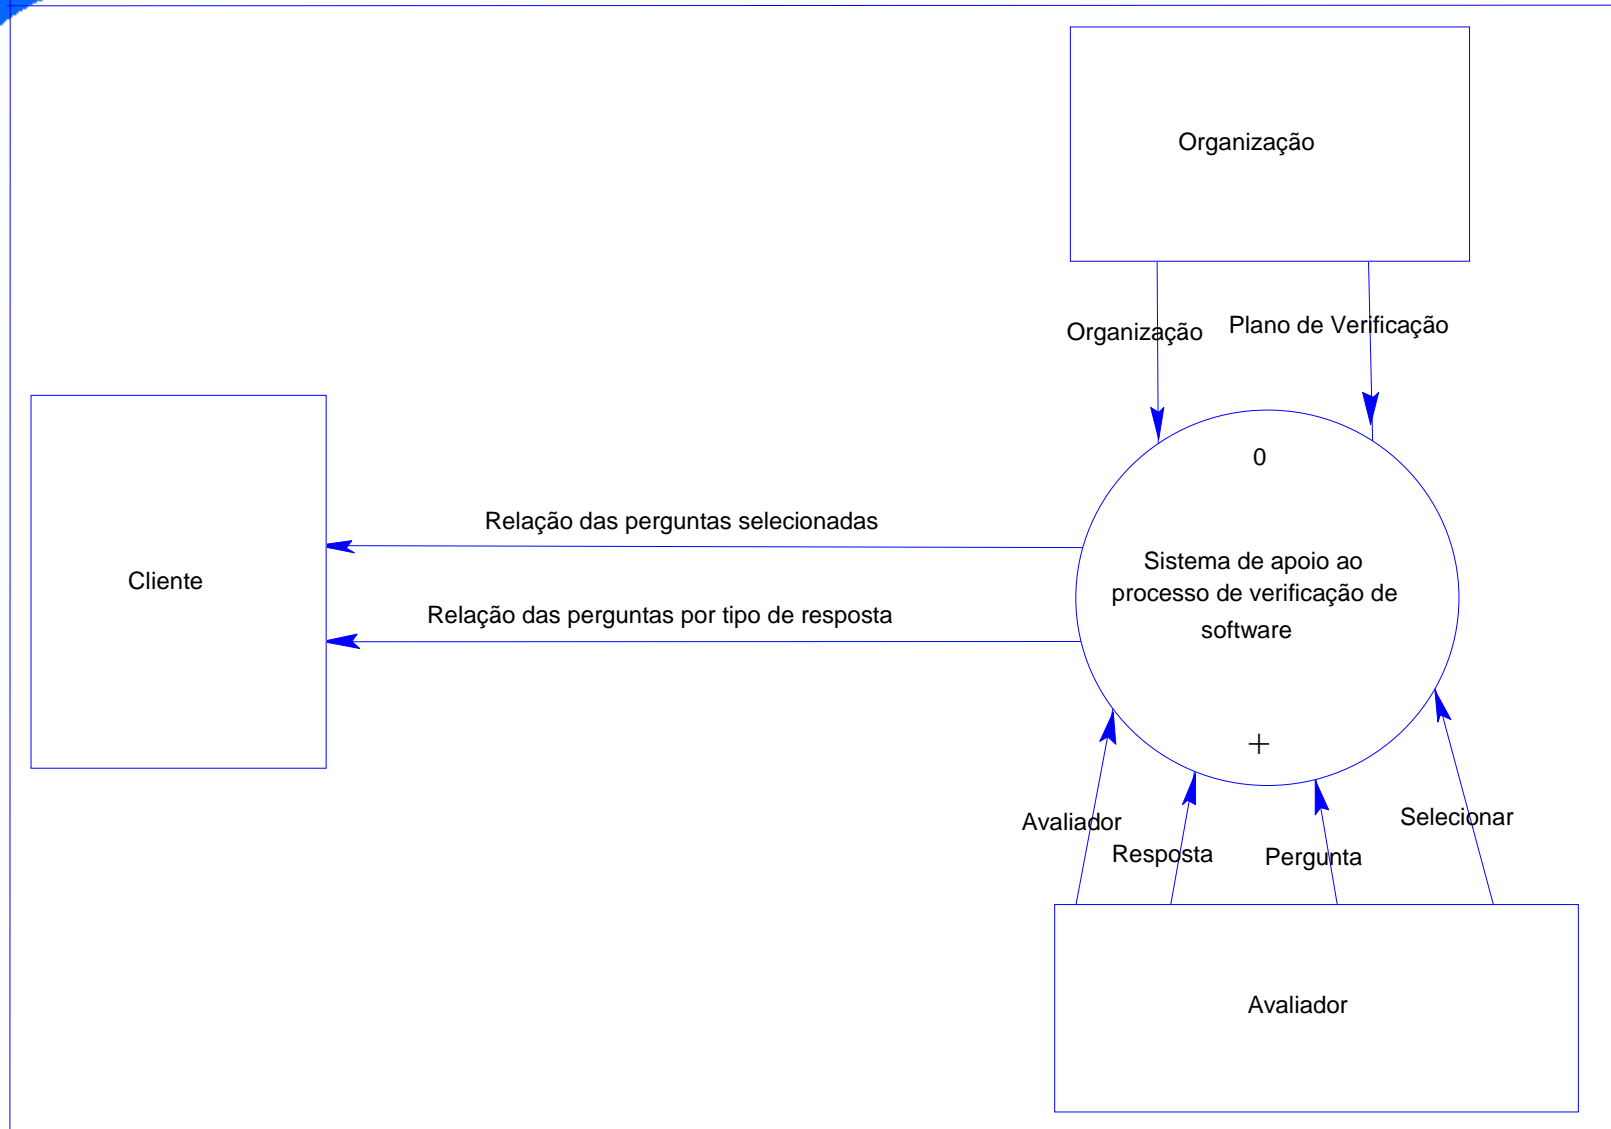 Organização
Organização
Plano de Verificação
0
Relação das perguntas selecionadas
Sistema de apoio ao
processo de verificação de
software
Cliente
Relação das perguntas por tipo de resposta
+
Avaliador
Resposta
Pergunta
Selecionar
Avaliador